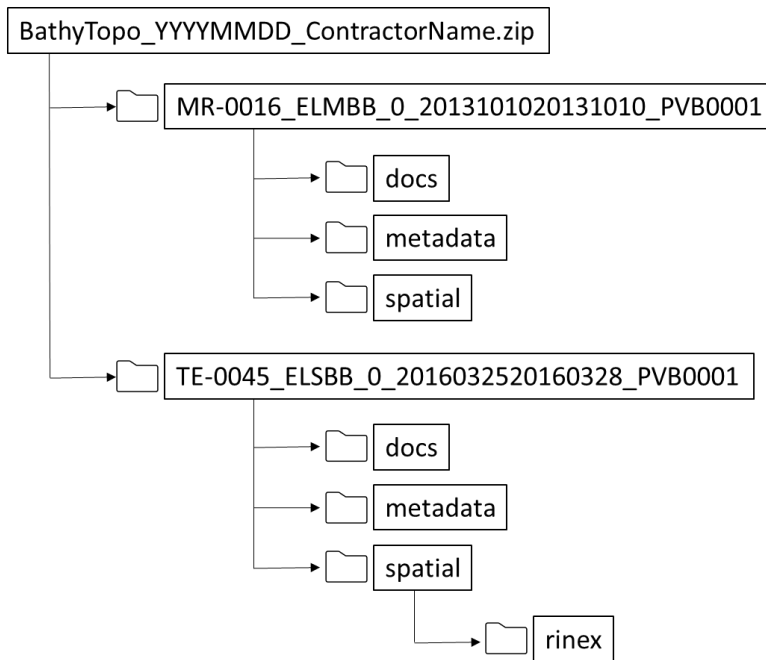 BathyTopo_YYYYMMDD_ContractorName.zip
MR-0016_ELMBB_0_2013101020131010_PVB0001
docs
metadata
spatial
TE-0045_ELSBB_0_2016032520160328_PVB0001
docs
metadata
spatial
rinex